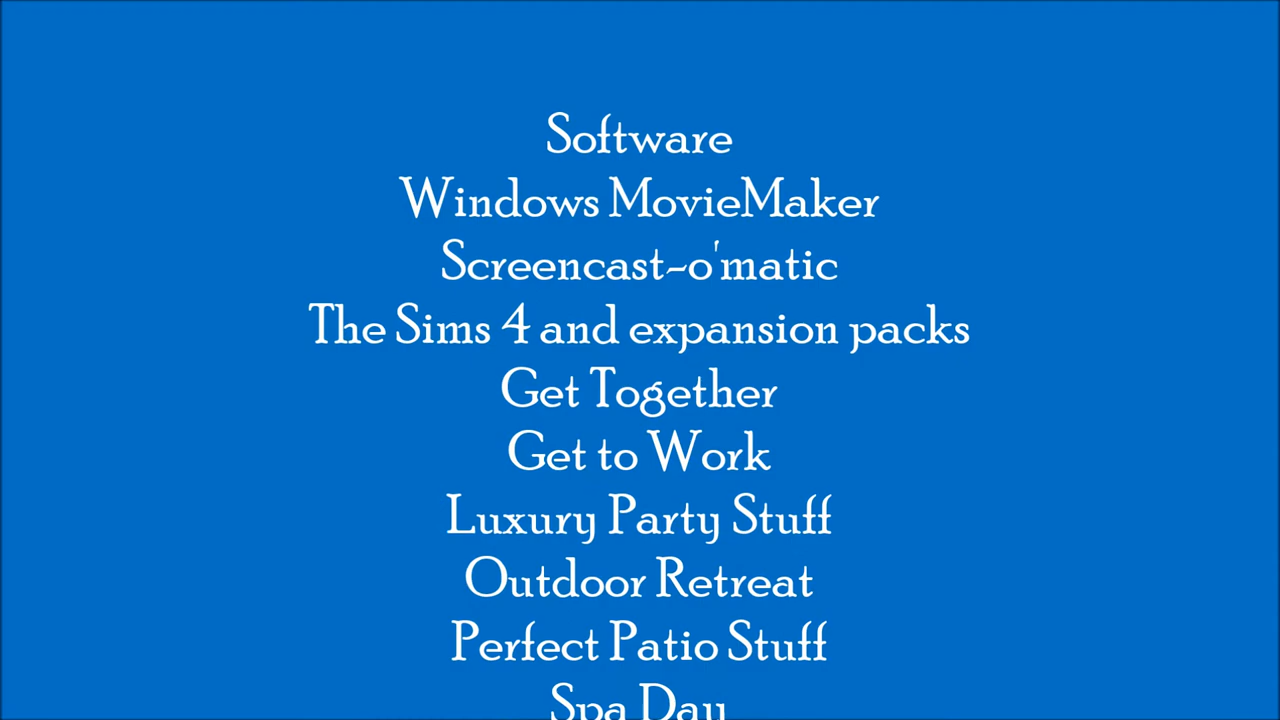 Software
Windows MovieMaker
Screencast-o'matic
The Sims 4 and expansion packs
Get Together
Get to Work
Luxury Party Stuff
Outdoor Retreat
Perfect Patio Stuff
Spa Day